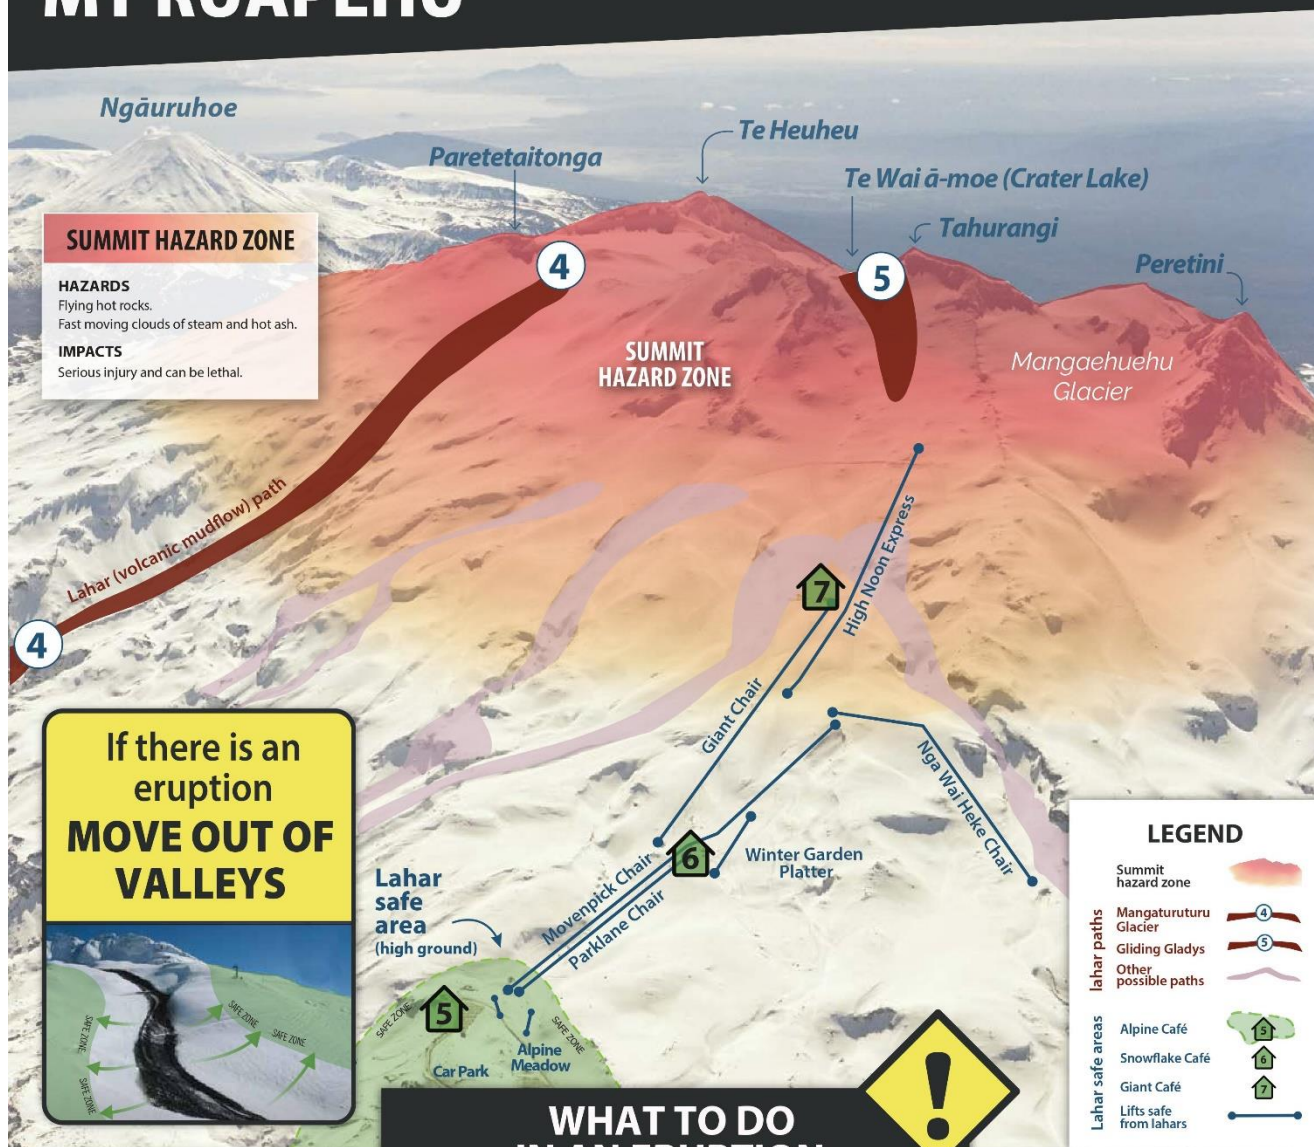 MT RUAPEHU
Ngāuruhoe
Paretetaitonga
Te Heuheu
Te Wai ā-moe (Crater Lake)
Tahurangi
Peretini
SUMMIT HAZARD ZONE
HAZARDS
Flying hot rocks.
Fast moving clouds of steam and hot ash.
IMPACTS
Serious injury and can be lethal.
4
5
SUMMIT
HAZARD ZONE
Mangaehuehu
Glacier
Lahar (volcanic mudflow) path
4
7
High Noon Express
Giant Chair
Nga Wai Heke Chair
6
Winter Garden
Platter
Movenpick Chair
Parklane Chair
If there is an
eruption
MOVE OUT OF
VALLEYS
SAFE ZONE
SAFE ZONE
SAFE ZONE
SAFE ZONE
Lahar
safe
area
(high ground)
SAFE ZONE
5
SAFE ZONE
Car Park
Alpine
Meadow
WHAT TO DO
IN AN ERUPTION
!
LEGEND
Summit
hazard zone
lahar paths
Mangaturuturu
Glacier
4
Gliding Gladys
5
Other
possible paths
Lahar safe areas
Alpine Café
5
Snowflake Café
6
Giant Café
7
Lifts safe
from lahars